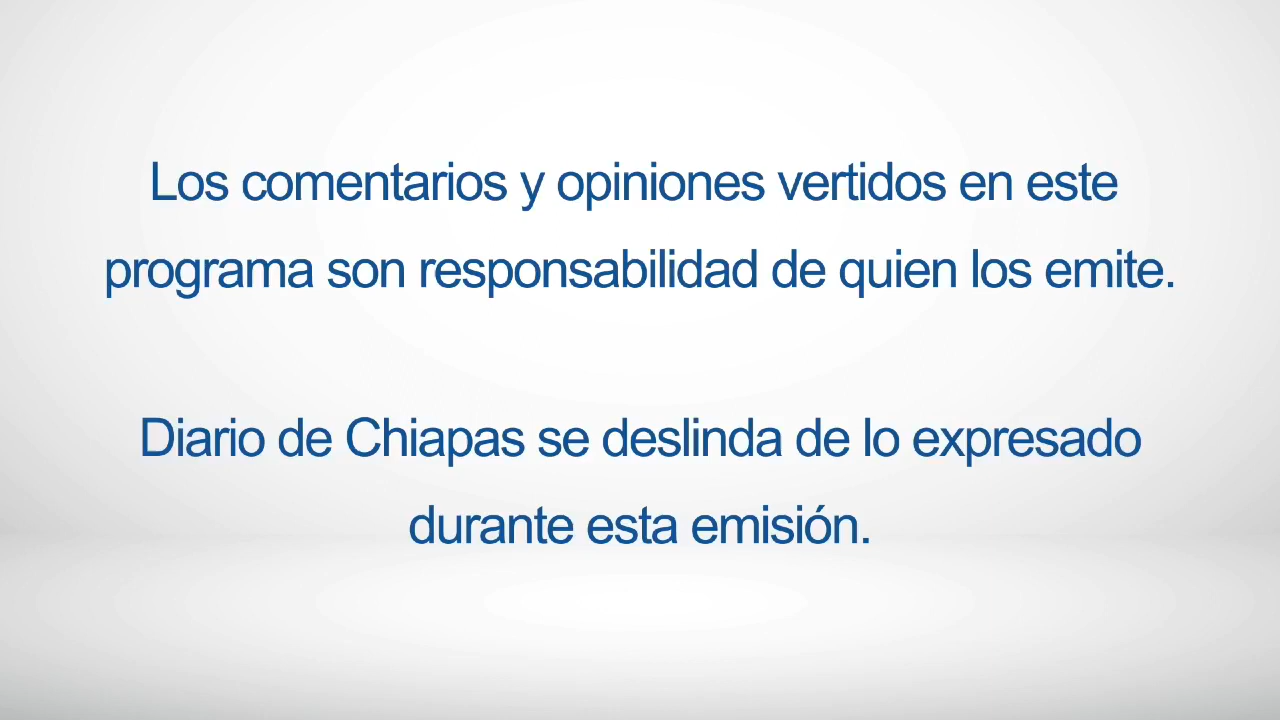 Los comentarios y opiniones vertidos en este
programa son responsabilidad de quien los emite.
Diario de Chiapas se deslinda de lo expresado
durante esta emisión.